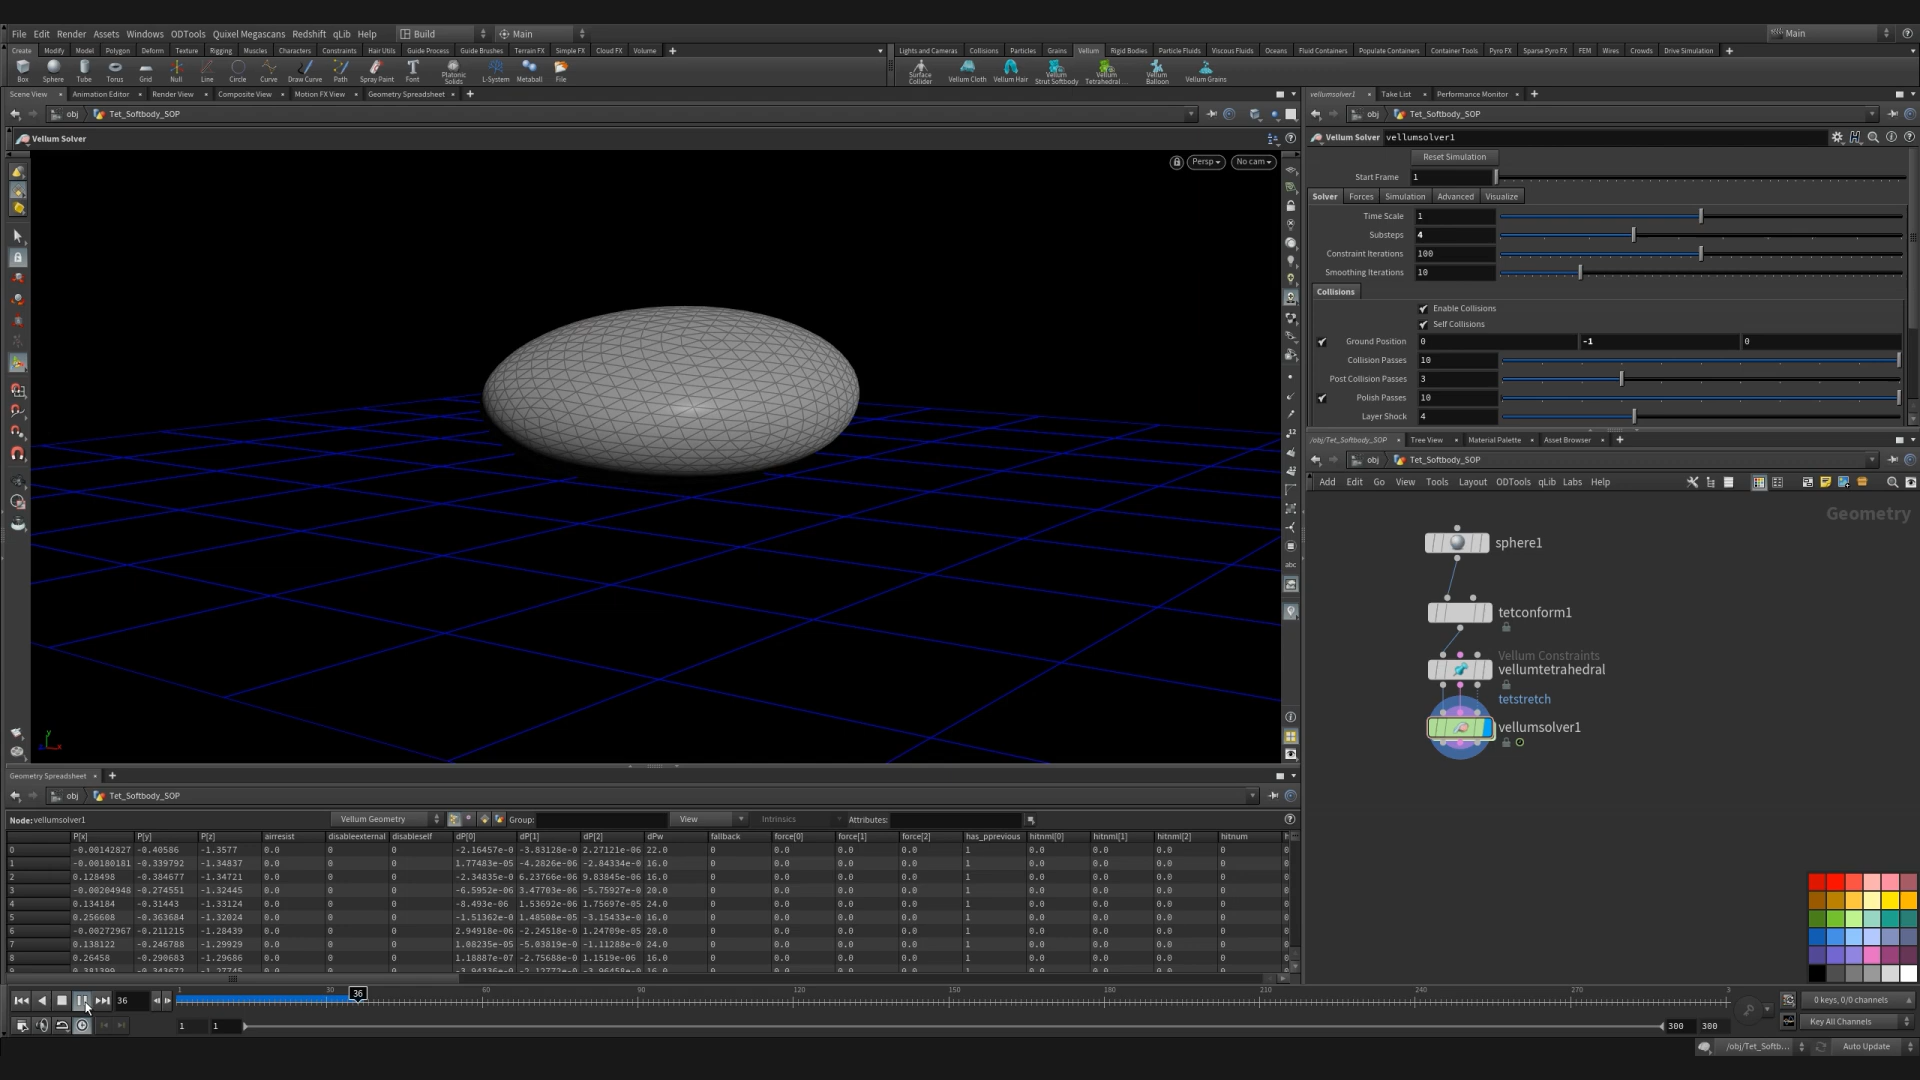 File Edit Render Assets Windows ODTools Quixel Megascans Redshift qLib Help Build Main Main
Create Modify Model Polygon Deform Texture Rigging Muscles Characters Constraints Hair Utils Guide Process Guide Brushes Terrain FX Simple FX Cloud FX Volume
Lights and Cameras Collisions Particles Grains Vellum Rigid Bodies Particle Fluids Viscous Fluids Oceans Fluid Containers Populate Containers Container Tools Pyro FX Sparse Pyro FX FEM Wires Crowds Drive Simulation
Box Sphere Tube Torus Grid Null Line Circle Curve Draw Curve Path Spray Paint Font Platonic Solids L-System Metaball File
Surface Collider Vellum Cloth Vellum Hair Vellum Strut Softbody Vellum Tetrahedral ... Vellum Balloon Vellum Grains
Scene View Animation Editor Render View Composite View Motion FX View Geometry Spreadsheet
obj Tet_Softbody_SOP
Vellum Solver
Persp No cam
vellumsolver1 Take List Performance Monitor
obj Tet_Softbody_SOP
Vellum Solver vellumsolver1
Reset Simulation
Start Frame 1
Solver Forces Simulation Advanced Visualize
Time Scale 1
Substeps 4
Constraint Iterations 100
Smoothing Iterations 10
Collisions
Enable Collisions
Self Collisions
Ground Position 0 -1 0
Collision Passes 10
Post Collision Passes 3
Polish Passes 10
Layer Shock 4
/obj/Tet_Softbody_SOP Tree View Material Palette Asset Browser
obj Tet_Softbody_SOP
Add Edit Go View Tools Layout ODTools qLib Labs Help
Geometry
sphere1
tetconform1
Vellum Constraints
vellumtetrahedral
tetstretch
vellumsolver1
12
abc
y
x
Geometry Spreadsheet
obj Tet_Softbody_SOP
Node: vellumsolver1 Vellum Geometry Group: View Intrinsics Attributes:
P[x] P[y] P[z] airresist disableexternal disableself dP[0] dP[1] dP[2] dPw fallback force[0] force[1] force[2] has_pprevious hitnml[0] hitnml[1] hitnml[2] hitnum
0 -0.00142827 -0.40586 -1.3577 0.0 0 0 -2.16457e-0 -3.83128e-0 2.27121e-06 22.0 0 0.0 0.0 0.0 1 0.0 0.0 0.0 0
1 -0.00180181 -0.339792 -1.34837 0.0 0 0 1.77483e-05 -4.2826e-06 -2.84334e-0 16.0 0 0.0 0.0 0.0 1 0.0 0.0 0.0 0
2 0.128498 -0.384677 -1.34721 0.0 0 0 -2.34835e-0 6.23766e-06 9.83845e-06 16.0 0 0.0 0.0 0.0 1 0.0 0.0 0.0 0
3 -0.00204948 -0.274551 -1.32445 0.0 0 0 -6.5952e-06 3.47703e-06 -5.75927e-0 20.0 0 0.0 0.0 0.0 1 0.0 0.0 0.0 0
4 0.134184 -0.31443 -1.33124 0.0 0 0 -8.493e-06 1.53692e-06 1.75697e-05 16.0 0 0.0 0.0 0.0 1 0.0 0.0 0.0 0
5 0.256608 -0.363684 -1.32024 0.0 0 0 -1.51362e-0 1.48508e-05 -3.15433e-0 16.0 0 0.0 0.0 0.0 1 0.0 0.0 0.0 0
6 -0.00272967 -0.211215 -1.28439 0.0 0 0 2.94918e-06 -2.24518e-0 1.24709e-05 20.0 0 0.0 0.0 0.0 1 0.0 0.0 0.0 0
7 0.138122 -0.246788 -1.29929 0.0 0 0 1.08235e-05 -5.03819e-0 -1.11288e-0 24.0 0 0.0 0.0 0.0 1 0.0 0.0 0.0 0
8 0.26458 -0.290683 -1.29686 0.0 0 0 1.18887e-07 -2.75688e-0 1.1519e-06 16.0 0 0.0 0.0 0.0 1 0.0 0.0 0.0 0
36 1 30 36 60 90 120 150 180 210 240 270 3
1 1 300 300
0 keys, 0/0 channels
Key All Channels
/obj/Tet_Softb... Auto Update